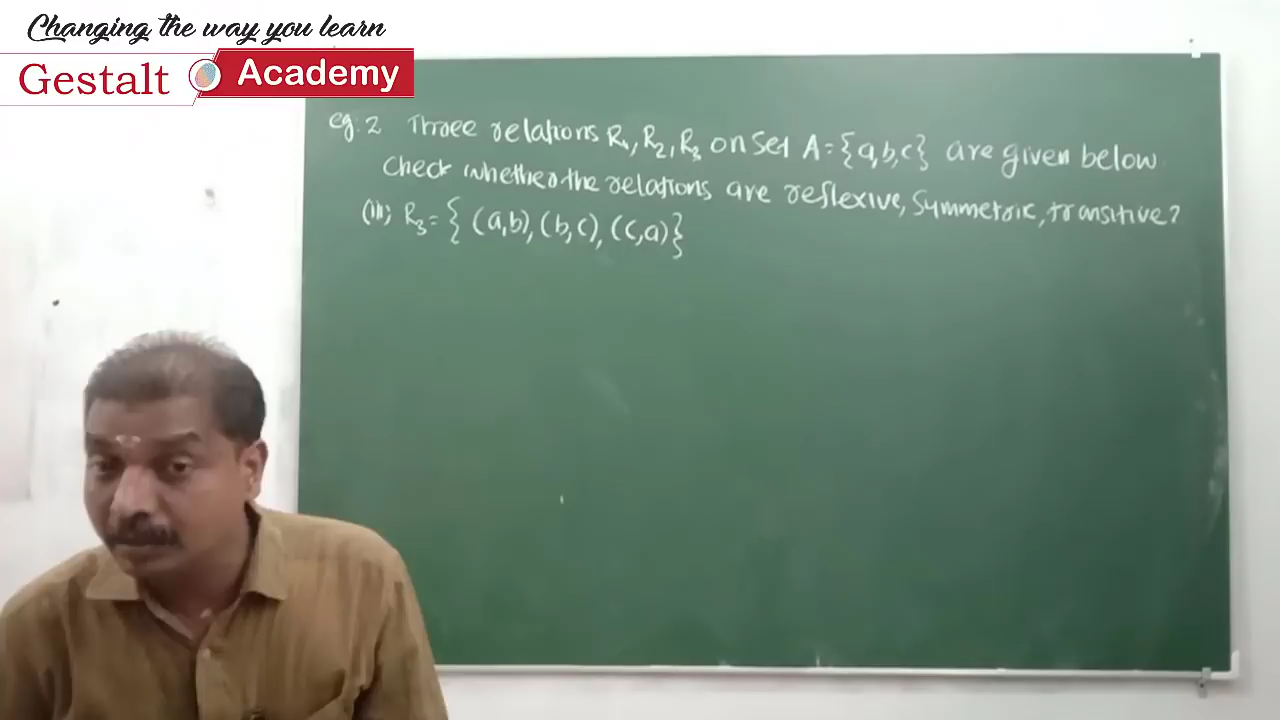 Changing the way you learn
Gestalt Academy
eg: 2 Three relations R₁, R₂, R₃ on set A = {a,b,c} are given below.
Check whether the relations are reflexive, symmetric, transitive?
(iii) R₃ = { (a,b), (b,c), (c,a)}